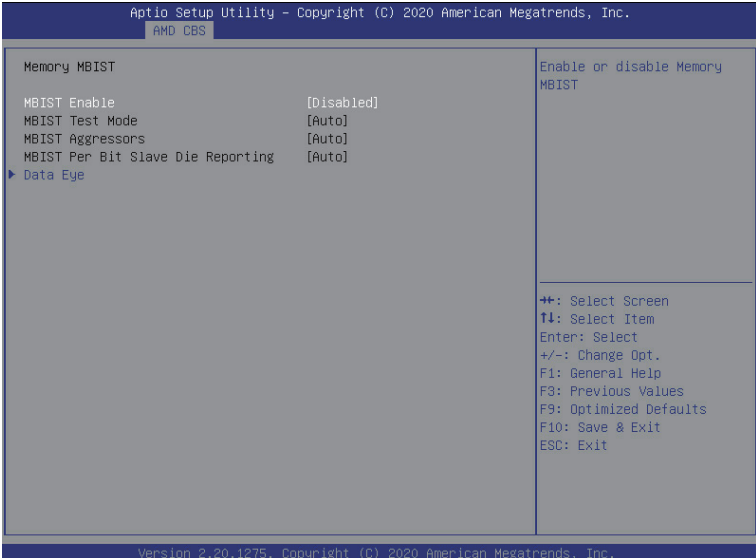 Aptio Setup Utility – Copyright (C) 2020 American Megatrends, Inc.
AMD CBS
Memory MBIST
MBIST Enable [Disabled]
MBIST Test Mode [Auto]
MBIST Aggressors [Auto]
MBIST Per Bit Slave Die Reporting [Auto]
Data Eye
Enable or disable Memory
MBIST
→←: Select Screen
↑↓: Select Item
Enter: Select
+/-: Change Opt.
F1: General Help
F3: Previous Values
F9: Optimized Defaults
F10: Save & Exit
ESC: Exit
Version 2.20.1275. Copyright (C) 2020 American Megatrends, Inc.